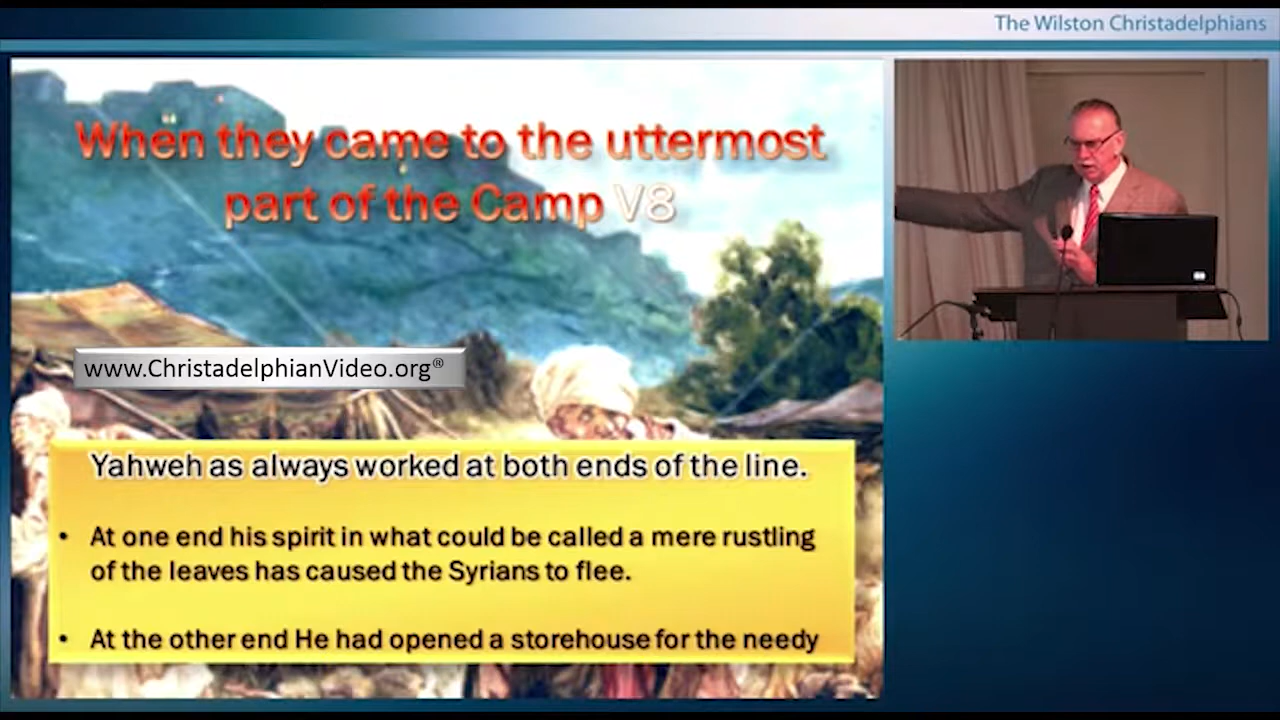 The Wilston Christadelphians
When they came to the uttermost
part of the Camp V8
www.ChristadelphianVideo.org®
Yahweh as always worked at both ends of the line.
• At one end his spirit in what could be called a mere rustling
of the leaves has caused the Syrians to flee.
• At the other end He had opened a storehouse for the needy